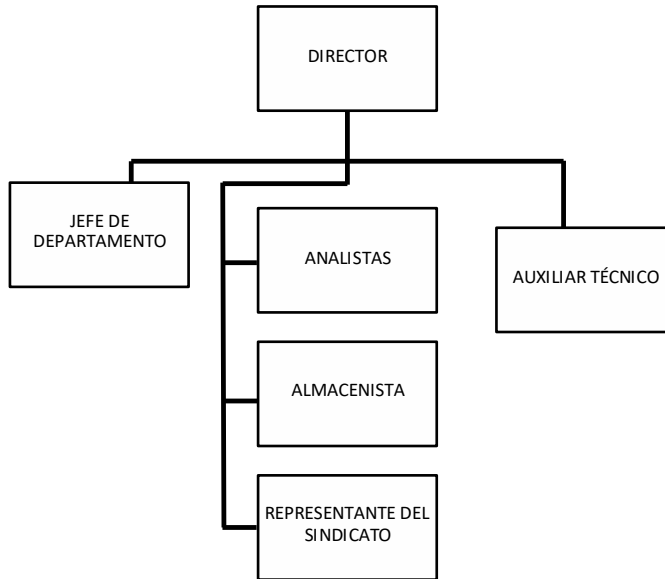 DIRECTOR
JEFE DE
DEPARTAMENTO
ANALISTAS
AUXILIAR TÉCNICO
ALMACENISTA
REPRESENTANTE DEL
SINDICATO